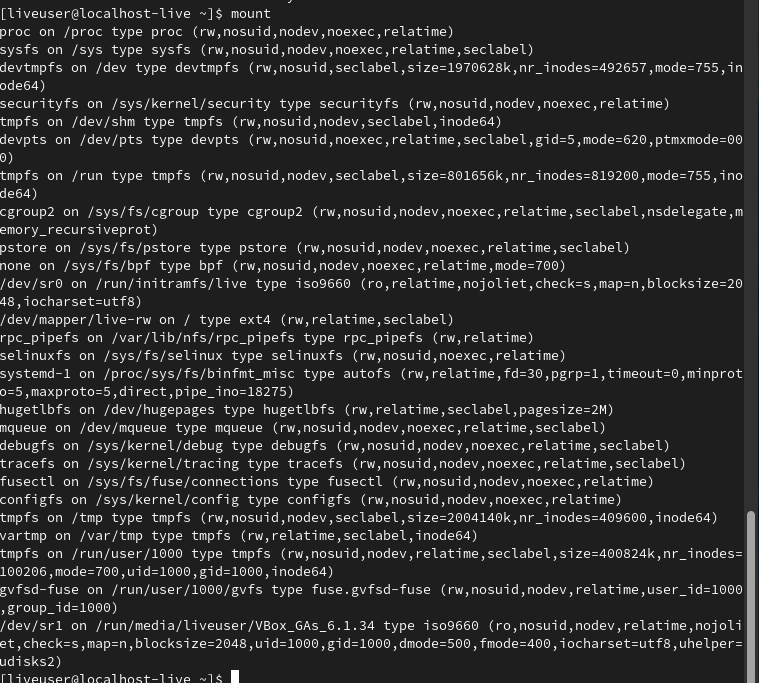 [liveuser@localhost-live ~]$ mount
proc on /proc type proc (rw,nosuid,nodev,noexec,relatime)
sysfs on /sys type sysfs (rw,nosuid,nodev,noexec,relatime,seclabel)
devtmpfs on /dev type devtmpfs (rw,nosuid,seclabel,size=1970628k,nr_inodes=492657,mode=755,in
ode64)
securityfs on /sys/kernel/security type securityfs (rw,nosuid,nodev,noexec,relatime)
tmpfs on /dev/shm type tmpfs (rw,nosuid,nodev,seclabel,inode64)
devpts on /dev/pts type devpts (rw,nosuid,noexec,relatime,seclabel,gid=5,mode=620,ptmxmode=00
0)
tmpfs on /run type tmpfs (rw,nosuid,nodev,seclabel,size=801656k,nr_inodes=819200,mode=755,ino
de64)
cgroup2 on /sys/fs/cgroup type cgroup2 (rw,nosuid,nodev,noexec,relatime,seclabel,nsdelegate,m
emory_recursiveprot)
pstore on /sys/fs/pstore type pstore (rw,nosuid,nodev,noexec,relatime,seclabel)
none on /sys/fs/bpf type bpf (rw,nosuid,nodev,noexec,relatime,mode=700)
/dev/sr0 on /run/initramfs/live type iso9660 (ro,relatime,nojoliet,check=s,map=n,blocksize=20
48,iocharset=utf8)
/dev/mapper/live-rw on / type ext4 (rw,relatime,seclabel)
rpc_pipefs on /var/lib/nfs/rpc_pipefs type rpc_pipefs (rw,relatime)
selinuxfs on /sys/fs/selinux type selinuxfs (rw,nosuid,noexec,relatime)
systemd-1 on /proc/sys/fs/binfmt_misc type autofs (rw,relatime,fd=30,pgrp=1,timeout=0,minprot
o=5,maxproto=5,direct,pipe_ino=18275)
hugetlbfs on /dev/hugepages type hugetlbfs (rw,relatime,seclabel,pagesize=2M)
mqueue on /dev/mqueue type mqueue (rw,nosuid,nodev,noexec,relatime,seclabel)
debugfs on /sys/kernel/debug type debugfs (rw,nosuid,nodev,noexec,relatime,seclabel)
tracefs on /sys/kernel/tracing type tracefs (rw,nosuid,nodev,noexec,relatime,seclabel)
fusectl on /sys/fs/fuse/connections type fusectl (rw,nosuid,nodev,noexec,relatime)
configfs on /sys/kernel/config type configfs (rw,nosuid,nodev,noexec,relatime)
tmpfs on /tmp type tmpfs (rw,nosuid,nodev,seclabel,size=2004140k,nr_inodes=409600,inode64)
vartmp on /var/tmp type tmpfs (rw,relatime,seclabel,inode64)
tmpfs on /run/user/1000 type tmpfs (rw,nosuid,nodev,relatime,seclabel,size=400824k,nr_inodes=
100206,mode=700,uid=1000,gid=1000,inode64)
gvfsd-fuse on /run/user/1000/gvfs type fuse.gvfsd-fuse (rw,nosuid,nodev,relatime,user_id=1000
,group_id=1000)
/dev/sr1 on /run/media/liveuser/VBox_GAs_6.1.34 type iso9660 (ro,nosuid,nodev,relatime,nojoli
et,check=s,map=n,blocksize=2048,uid=1000,gid=1000,dmode=500,fmode=400,iocharset=utf8,uhelper=
udisks2)
[liveuser@localhost-live ~]$